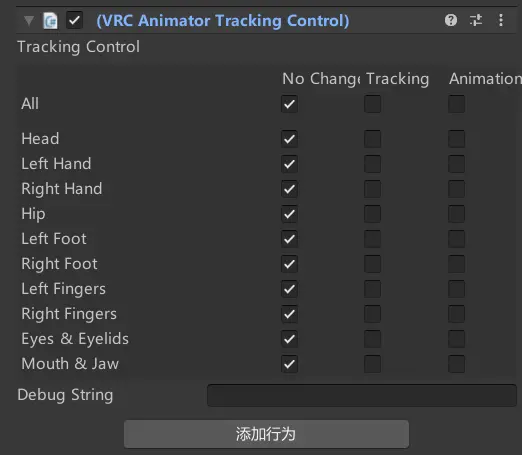 (VRC Animator Tracking Control)
Tracking Control
No Change Tracking Animation
All
Head
Left Hand
Right Hand
Hip
Left Foot
Right Foot
Left Fingers
Right Fingers
Eyes & Eyelids
Mouth & Jaw
Debug String
添加行为